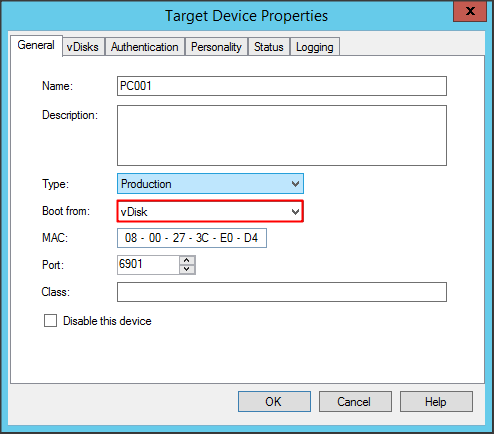 Target Device Properties
General vDisks Authentication Personality Status Logging
Name: PC001
Description:
Type: Production
Boot from: vDisk
MAC: 08 - 00 - 27 - 3C - E0 - D4
Port: 6901
Class:
Disable this device
OK Cancel Help